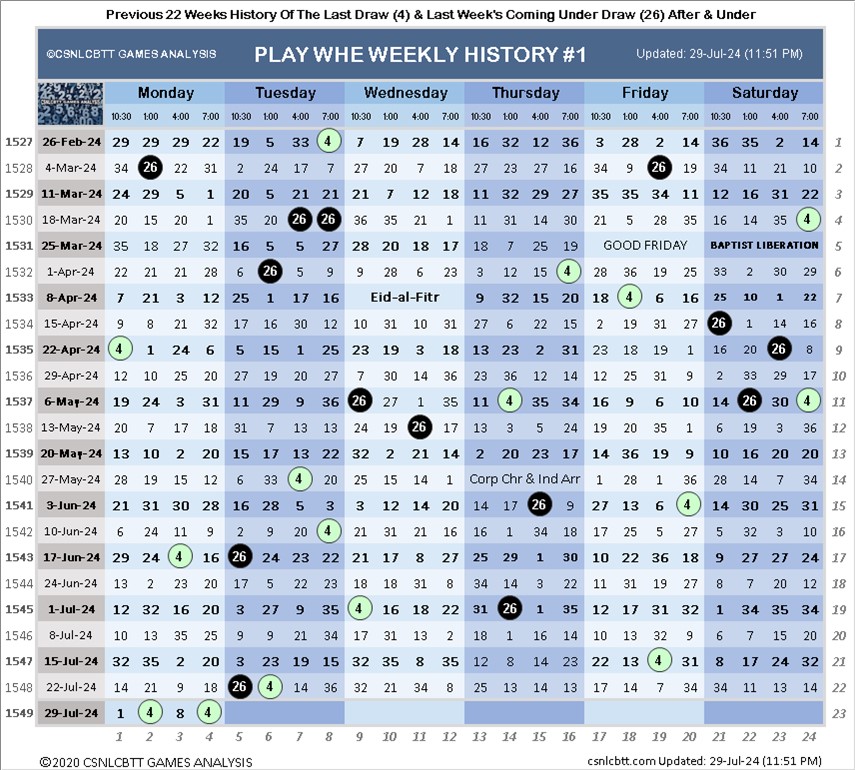 Previous 22 Weeks History Of The Last Draw (4) & Last Week's Coming Under Draw (26) After & Under
©CSNLCBTT GAMES ANALYSIS PLAY WHE WEEKLY HISTORY #1 Updated: 29-Jul-24 (11:51 PM)
CSNLCBTT GAMES ANALYSIS Monday Tuesday Wednesday Thursday Friday Saturday
10:30 1:00 4:00 7:00 10:30 1:00 4:00 7:00 10:30 1:00 4:00 7:00 10:30 1:00 4:00 7:00 10:30 1:00 4:00 7:00 10:30 1:00 4:00 7:00
1527 26-Feb-24 29 29 29 22 19 5 33 4 7 19 28 14 16 32 12 36 3 28 2 14 36 35 2 14 1
1528 4-Mar-24 34 26 22 31 2 24 17 7 27 20 7 18 27 23 27 16 34 9 26 19 34 11 21 10 2
1529 11-Mar-24 24 29 5 1 20 5 21 21 21 7 12 18 11 32 29 27 35 35 34 11 12 16 31 22 3
1530 18-Mar-24 20 15 20 1 35 20 26 26 36 35 21 1 11 31 14 30 21 5 28 35 16 14 35 4 4
1531 25-Mar-24 35 18 27 32 16 5 5 27 28 20 18 17 18 7 25 19 GOOD FRIDAY BAPTIST LIBERATION 5
1532 1-Apr-24 22 21 21 28 6 26 5 9 9 28 6 23 3 12 15 4 28 36 19 25 33 2 30 29 6
1533 8-Apr-24 7 21 3 12 25 1 17 16 Eid-al-Fitr 9 32 15 20 18 4 6 16 25 10 1 22 7
1534 15-Apr-24 9 8 21 32 17 16 30 12 10 31 10 31 27 6 22 15 2 19 31 27 26 1 14 16 8
1535 22-Apr-24 4 1 24 6 5 15 1 25 23 19 3 18 13 23 2 31 23 18 19 1 16 20 26 8 9
1536 29-Apr-24 12 10 25 20 27 19 20 27 7 30 14 36 23 36 12 14 12 25 31 9 2 33 29 17 10
1537 6-May-24 19 24 3 31 11 29 9 36 26 27 1 35 11 4 35 34 16 9 6 10 14 26 30 4 11
1538 13-May-24 20 7 17 18 31 7 13 13 24 19 26 27 13 3 5 24 19 35 31 1 6 19 3 36 12
1539 20-May-24 13 10 2 20 15 17 13 22 32 2 21 14 2 20 23 17 14 36 19 9 10 16 20 20 13
1540 27-May-24 28 19 15 12 6 33 4 20 25 15 14 1 Corp Chr & Ind Arr 1 28 1 36 28 14 7 34 14
1541 3-Jun-24 21 31 30 28 16 28 5 3 3 12 14 20 14 17 26 9 27 13 6 4 14 30 25 31 15
1542 10-Jun-24 6 24 11 9 2 9 20 4 21 31 21 16 16 1 34 18 17 21 9 20 5 32 3 10 16
1543 17-Jun-24 29 24 4 16 26 24 23 22 21 17 8 27 25 29 1 30 10 22 36 18 9 27 27 24 17
1544 24-Jun-24 13 2 23 20 17 5 22 23 18 18 31 8 34 14 3 22 11 31 19 27 8 7 20 12 18
1545 1-Jul-24 12 32 16 20 3 27 9 35 4 16 18 22 31 26 1 35 12 17 31 32 1 34 35 34 19
1546 8-Jul-24 10 13 35 25 9 9 21 34 17 31 13 2 18 1 16 14 10 13 32 9 6 7 15 20 20
1547 15-Jul-24 32 35 2 20 3 23 19 15 32 35 8 35 12 8 14 23 22 13 4 31 8 17 24 32 21
1548 22-Jul-24 14 21 9 18 26 4 14 36 32 21 34 8 25 13 14 13 17 14 7 34 34 11 13 14 22
1549 29-Jul-24 1 4 8 4 23
1 2 3 4 5 6 7 8 9 10 11 12 13 14 15 16 17 18 19 20 21 22 23 24
©2020 CSNLCBTT GAMES ANALYSIS csnlcbtt.com Updated: 29-Jul-24 (11:51 PM)